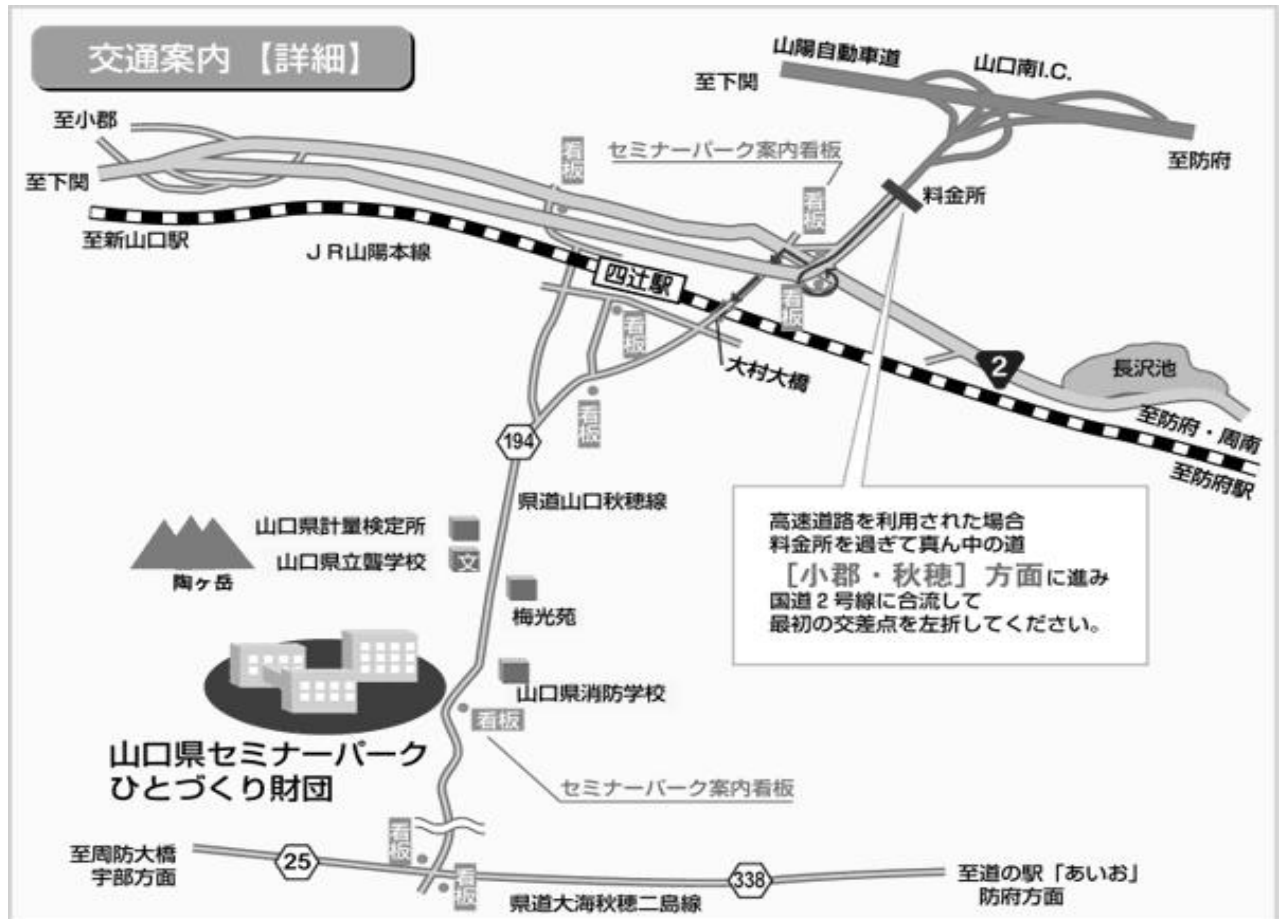 交通案内【詳細】
山陽自動車道
山口南I.C.
至下関
至防府
至小郡
至下関
看板
セミナーパーク案内看板
看板
料金所
至新山口駅
JR山陽本線
四辻駅
看板
看板
大村大橋
2
長沢池
至防府・周南
至防府駅
看板
194
県道山口秋穂線
山口県計量検定所
山口県立聾学校
文
陶ヶ岳
梅光苑
高速道路を利用された場合
料金所を過ぎて真ん中の道
[小郡・秋穂]方面に進み
国道2号線に合流して
最初の交差点を左折してください。
山口県消防学校
看板
山口県セミナーパーク
ひとづくり財団
セミナーパーク案内看板
至周防大橋
宇部方面
25
看板
看板
県道大海秋穂二島線
338
至道の駅「あいお」
防府方面